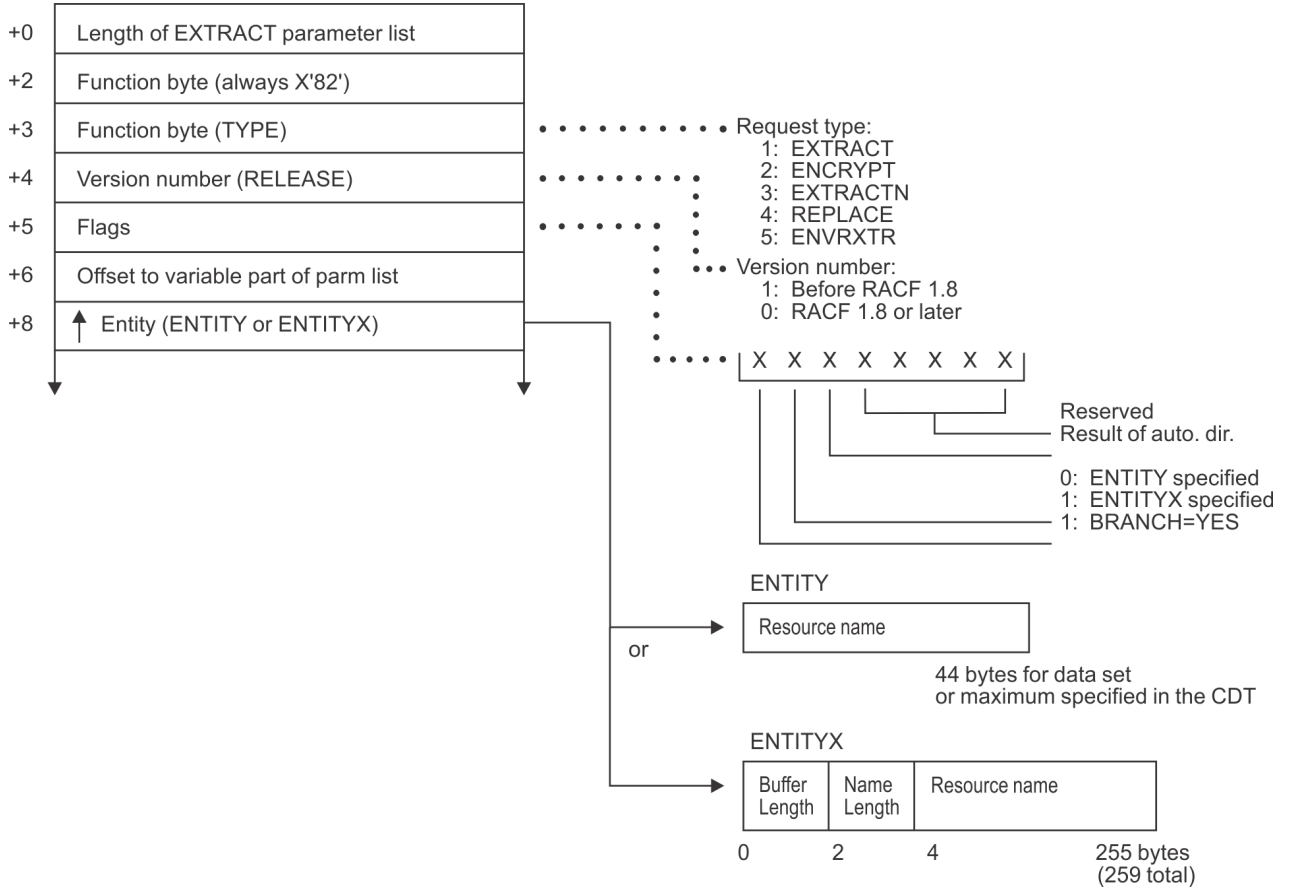 +0 Length of EXTRACT parameter list
+2 Function byte (always X'82')
+3 Function byte (TYPE)
+4 Version number (RELEASE)
+5 Flags
+6 Offset to variable part of parm list
+8 Entity (ENTITY or ENTITYX)
Request type:
1: EXTRACT
2: ENCRYPT
3: EXTRACTN
4: REPLACE
5: ENVRXTR
Version number:
1: Before RACF 1.8
0: RACF 1.8 or later
X X X X X X X X
Reserved
Result of auto. dir.
0: ENTITY specified
1: ENTITYX specified
1: BRANCH=YES
or
ENTITY
Resource name
44 bytes for data set
or maximum specified in the CDT
ENTITYX
Buffer
Length
Name
Length
Resource name
0 2 4 255 bytes
(259 total)